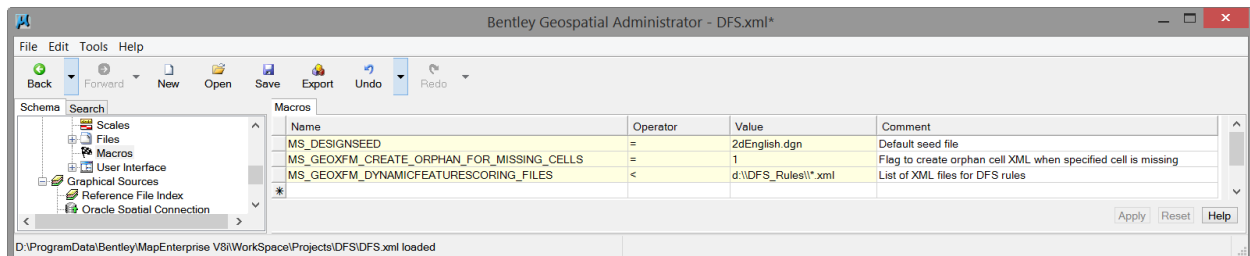 Bentley Geospatial Administrator - DFS.xml*
File Edit Tools Help
Back Forward New Open Save Export Undo Redo
Schema Search Macros
Scales
Files
Macros
User Interface
Graphical Sources
Reference File Index
Oracle Spatial Connection
Name Operator Value Comment
MS_DESIGNSEED = 2dEnglish.dgn Default seed file
MS_GEOXFM_CREATE_ORPHAN_FOR_MISSING_CELLS = 1 Flag to create orphan cell XML when specified cell is missing
MS_GEOXFM_DYNAMICFEATURESCORING_FILES < d:\\DFS_Rules\\*.xml List of XML files for DFS rules
Apply Reset Help
D:\ProgramData\Bentley\MapEnterprise V8i\WorkSpace\Projects\DFS\DFS.xml loaded